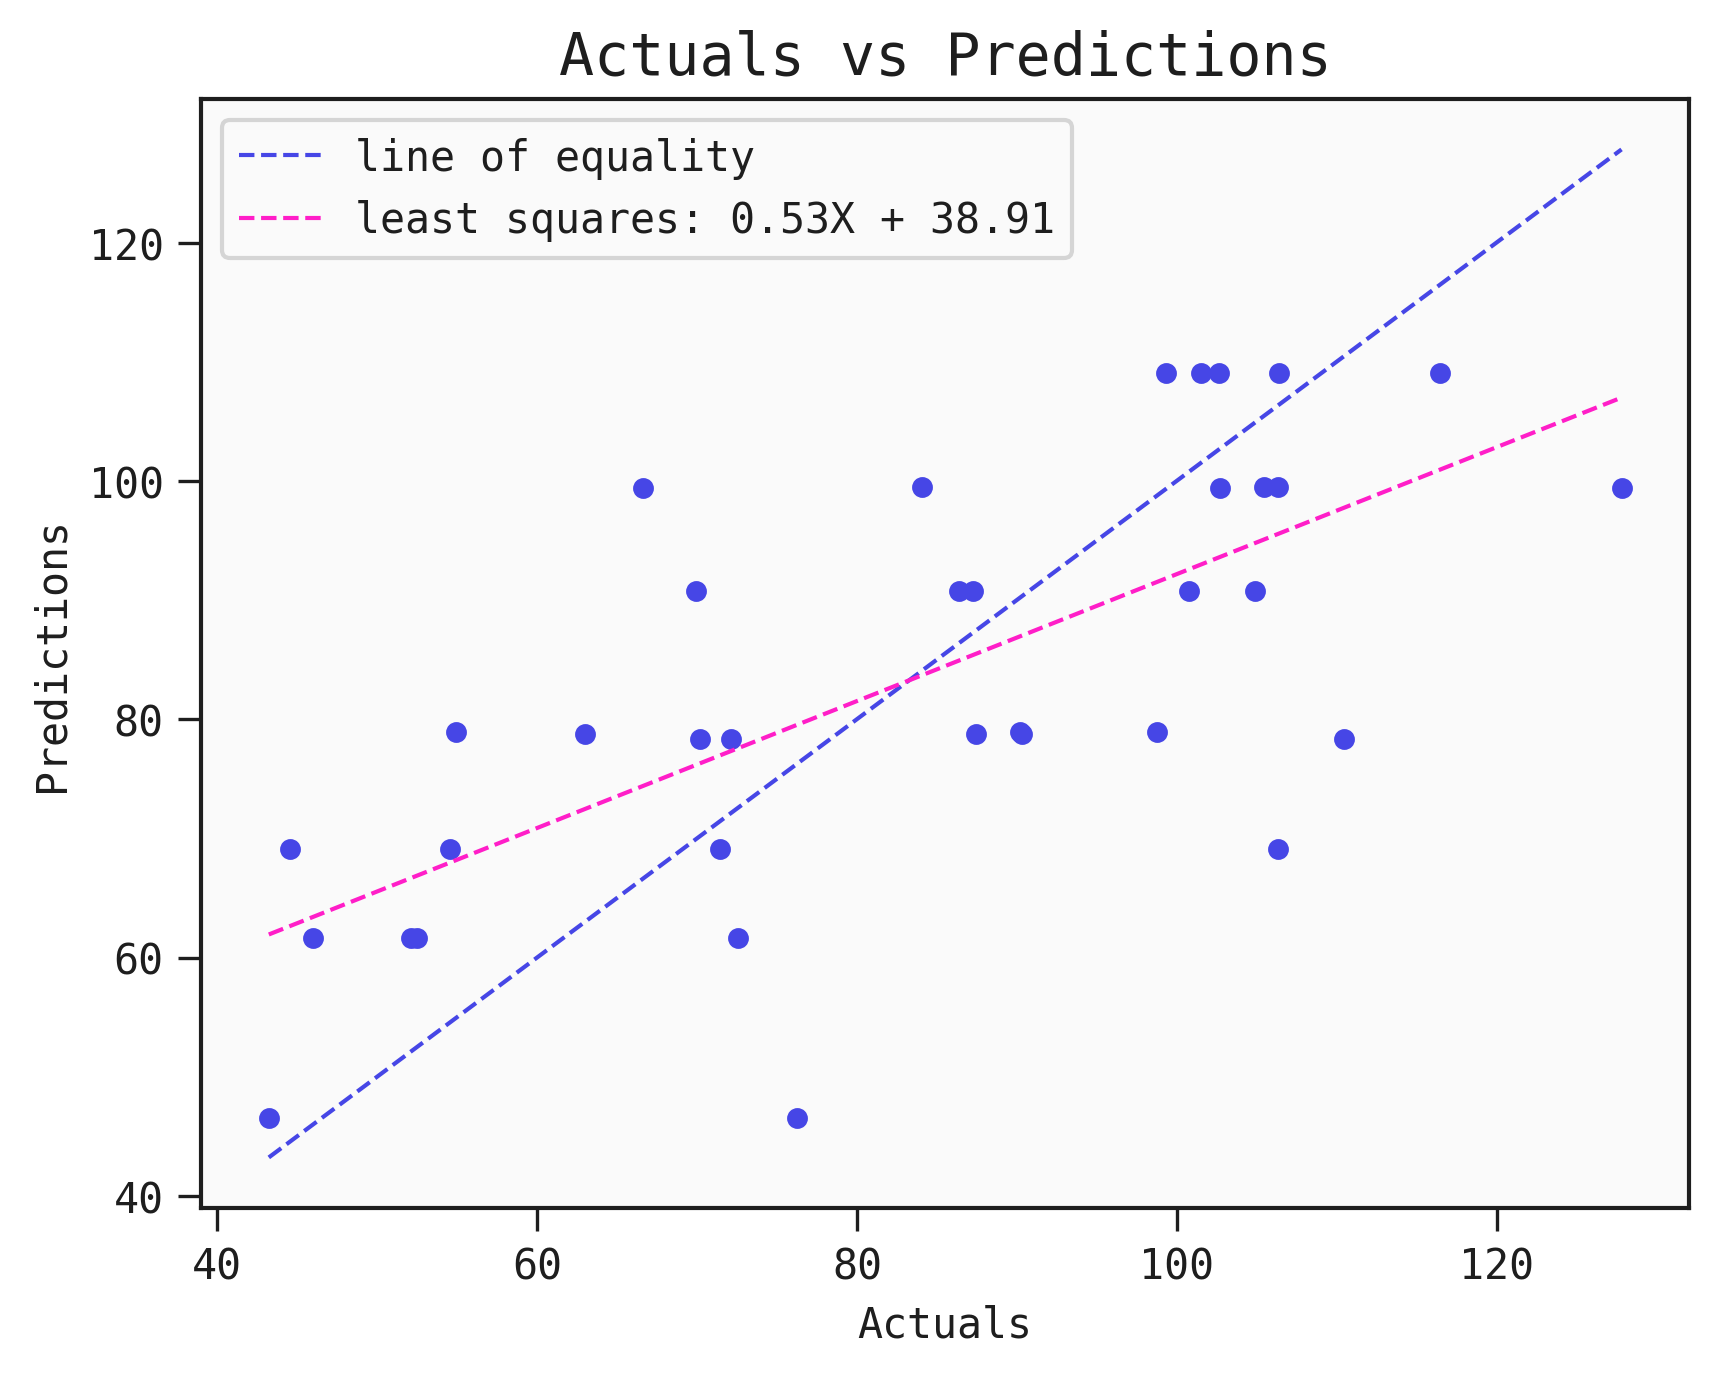 Actuals vs Predictions
line of equality
least squares: 0.53X + 38.91
120
100
80
60
40
Predictions
40 60 80 100 120
Actuals